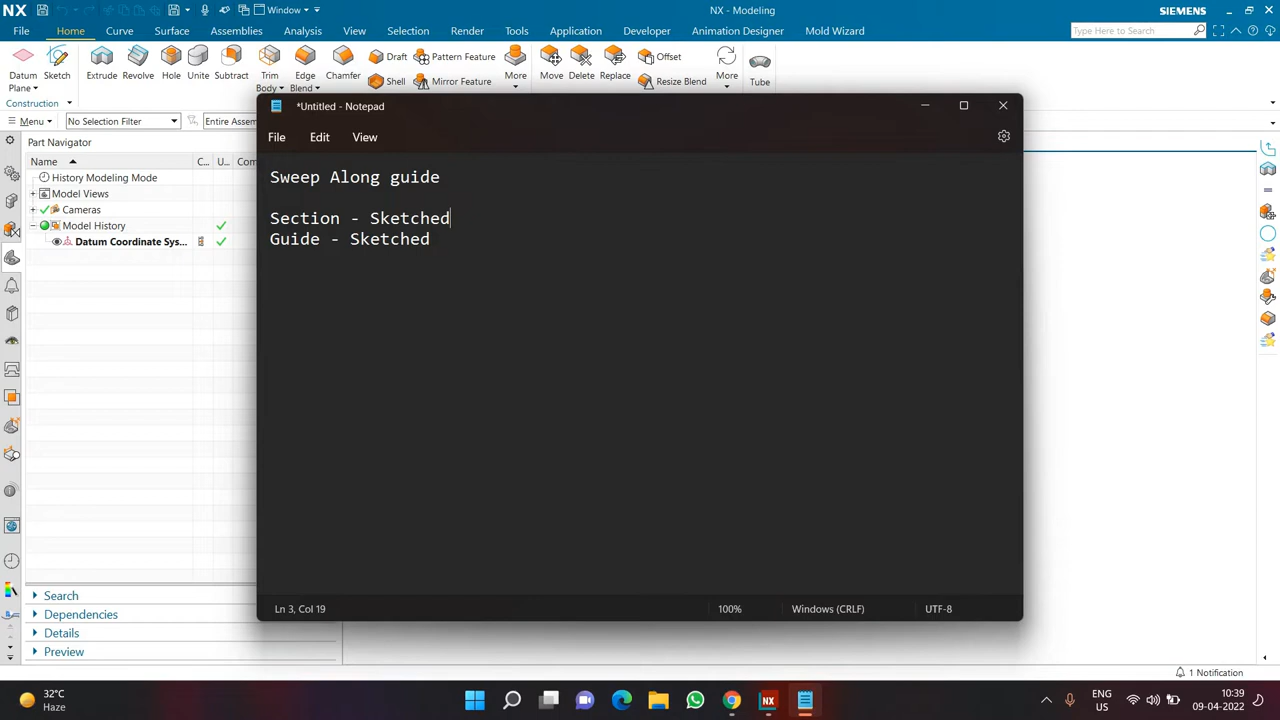 NX
Window
NX - Modeling
SIEMENS
File
Home
Curve
Surface
Assemblies
Analysis
View
Selection
Render
Tools
Application
Developer
Animation Designer
Mold Wizard
Type Here to Search
Datum
Plane
Sketch
Extrude
Revolve
Hole
Unite
Subtract
Trim
Body
Edge
Blend
Chamfer
Draft
Shell
Pattern Feature
Mirror Feature
More
Move
Delete
Replace
Offset
Resize Blend
More
Tube
Construction
Menu
No Selection Filter
Entire Assem
Part Navigator
Name
C...
U...
Com
History Modeling Mode
Model Views
Cameras
Model History
Datum Coordinate Sys...
Search
Dependencies
Details
Preview
*Untitled - Notepad
File
Edit
View
Sweep Along guide
Section - Sketched
Guide - Sketched
Ln 3, Col 19
100%
Windows (CRLF)
UTF-8
1 Notification
32°C
Haze
NX
ENG
US
10:39
09-04-2022